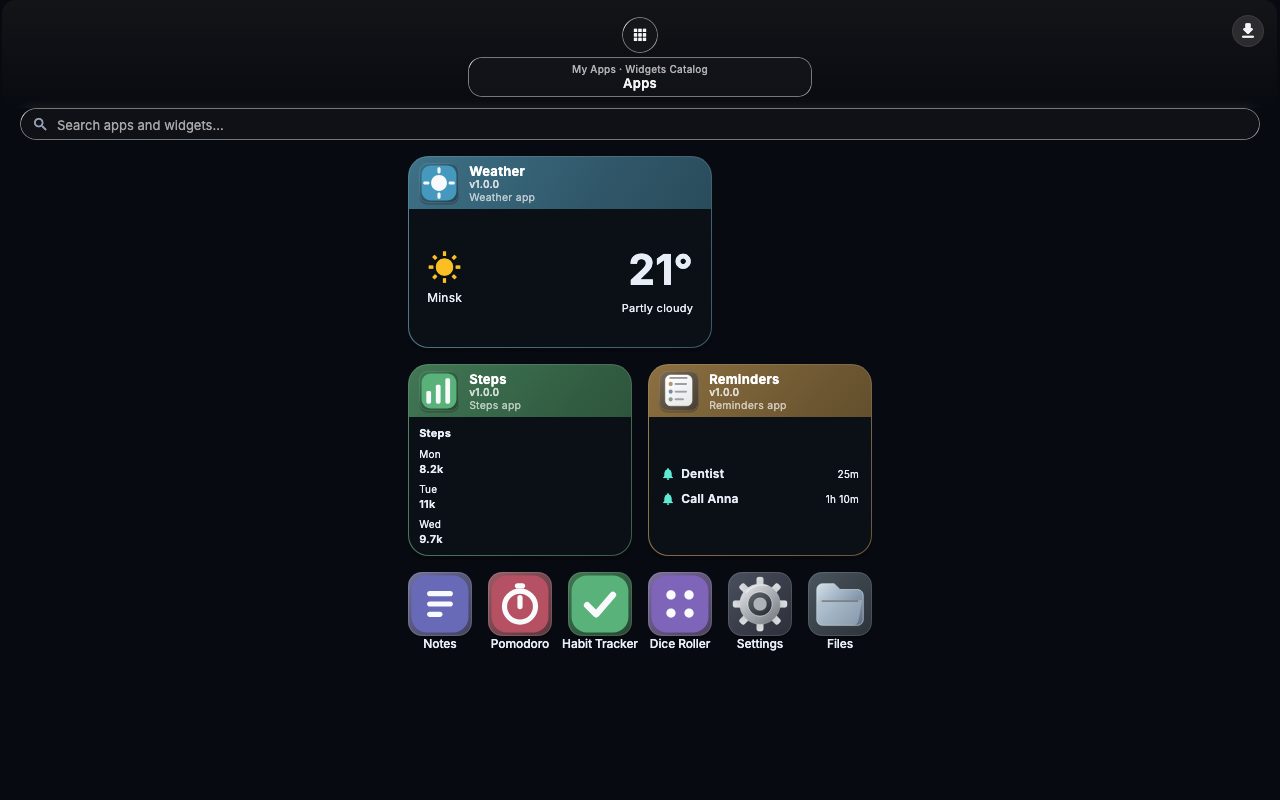 My Apps · Widgets Catalog
Apps
Search apps and widgets...
Weather
v1.0.0
Weather app
Minsk
21°
Partly cloudy
Steps
v1.0.0
Steps app
Steps
Mon
8.2k
Tue
11k
Wed
9.7k
Reminders
v1.0.0
Reminders app
Dentist 25m
Call Anna 1h 10m
Notes
Pomodoro
Habit Tracker
Dice Roller
Settings
Files